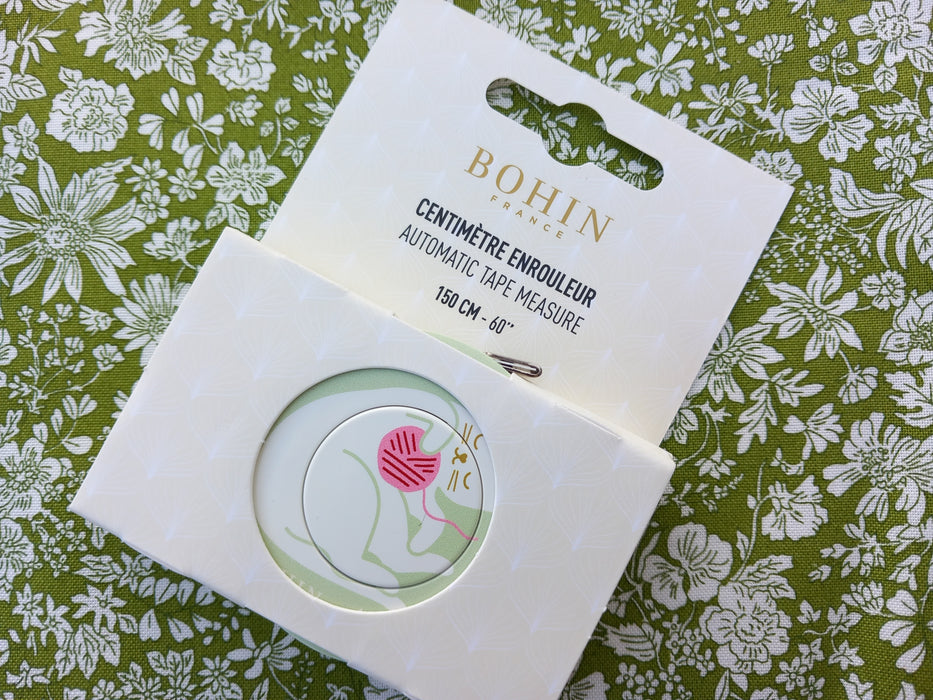 BOHIN
FRANCE
CENTIMÈTRE ENROULEUR
AUTOMATIC TAPE MEASURE
150 CM - 60’’